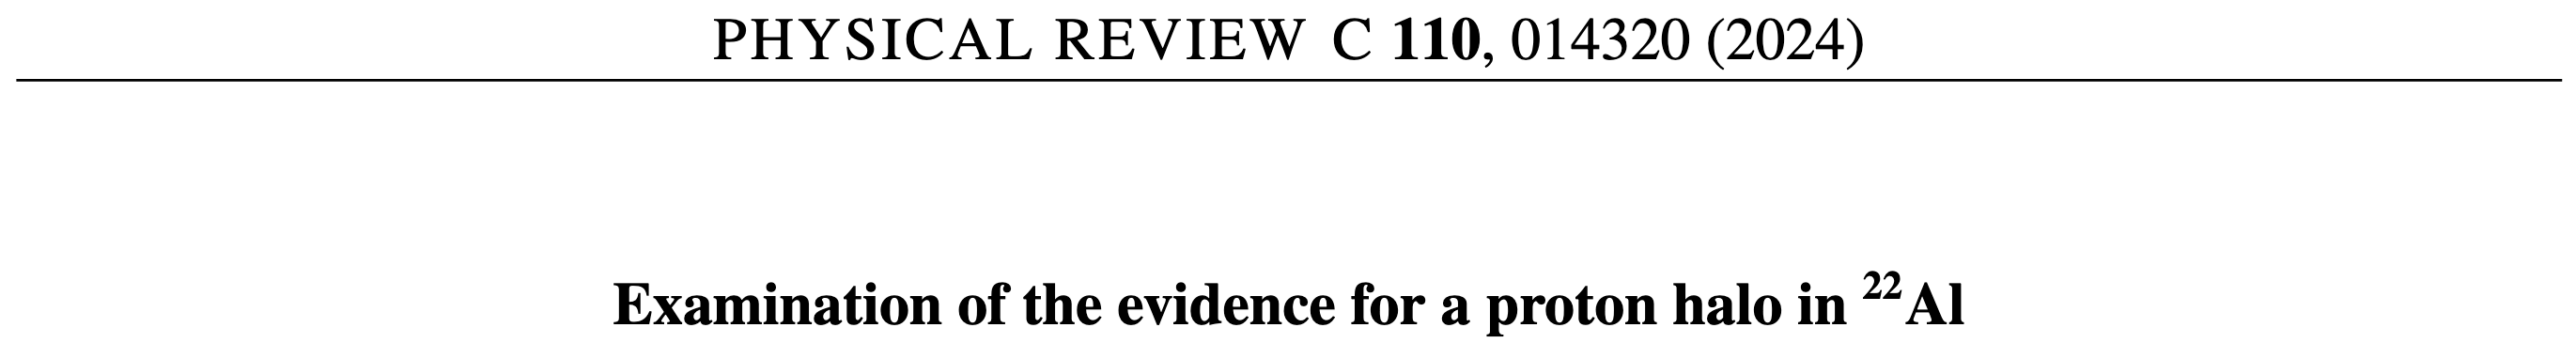 PHYSICAL REVIEW C 110, 014320 (2024)
Examination of the evidence for a proton halo in ²²Al